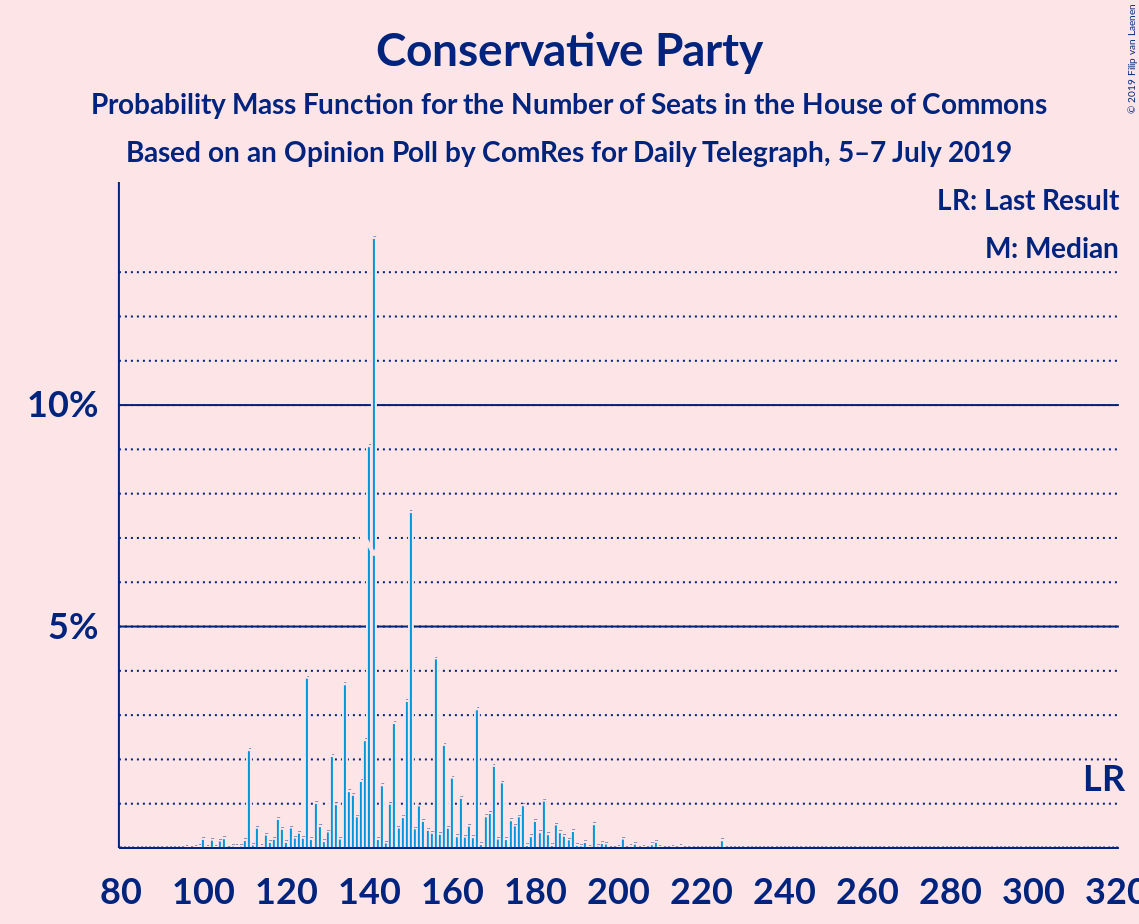 Conservative Party
Probability Mass Function for the Number of Seats in the House of Commons
Based on an Opinion Poll by ComRes for Daily Telegraph, 5–7 July 2019
© 2019 Filip van Laenen
LR: Last Result
M: Median
10%
5%
LR
80 100 120 140 160 180 200 220 240 260 280 300 320